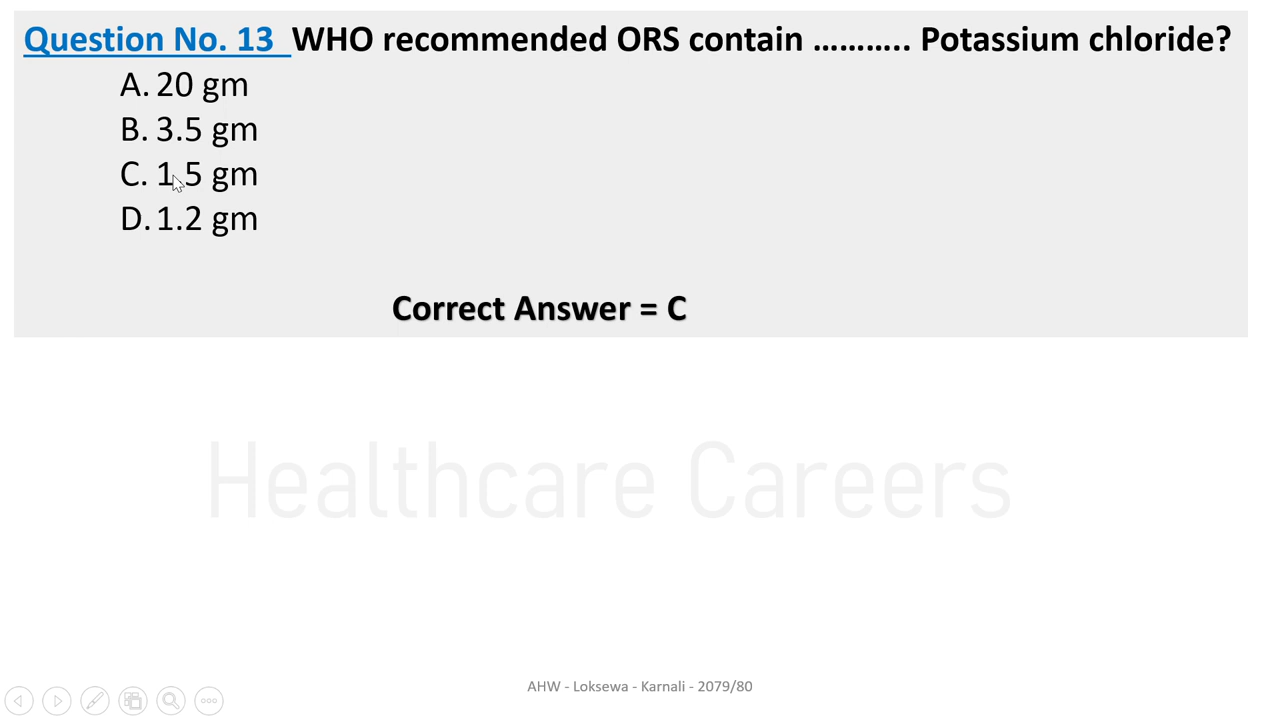 Question No. 13 WHO recommended ORS contain ……….. Potassium chloride?
A. 20 gm
B. 3.5 gm
C. 1.5 gm
D. 1.2 gm
Correct Answer = C
Healthcare Careers
AHW - Loksewa - Karnali - 2079/80